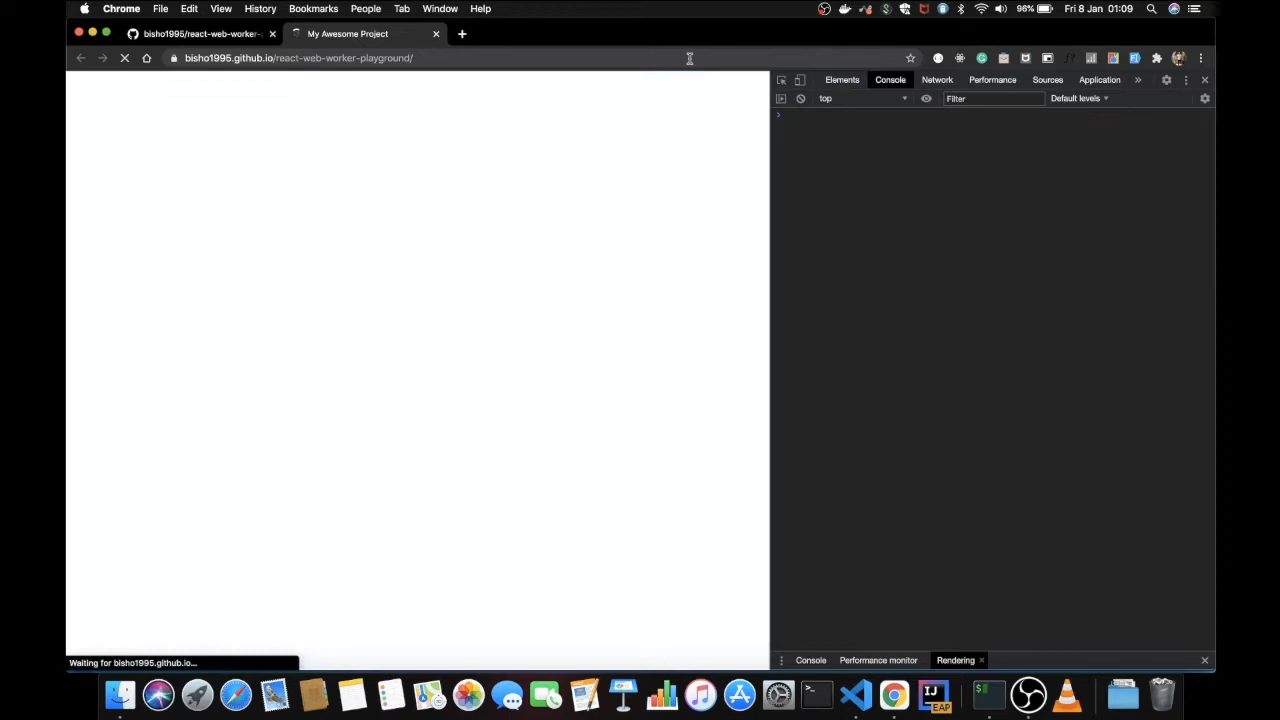 Chrome File Edit View History Bookmarks People Tab Window Help 96% Fri 8 Jan 01:09
bisho1995/react-web-worker- My Awesome Project
bisho1995.github.io/react-web-worker-playground/
Elements Console Network Performance Sources Application »
top Filter Default levels
Waiting for bisho1995.github.io...
Console Performance monitor Rendering
IJ
EAP